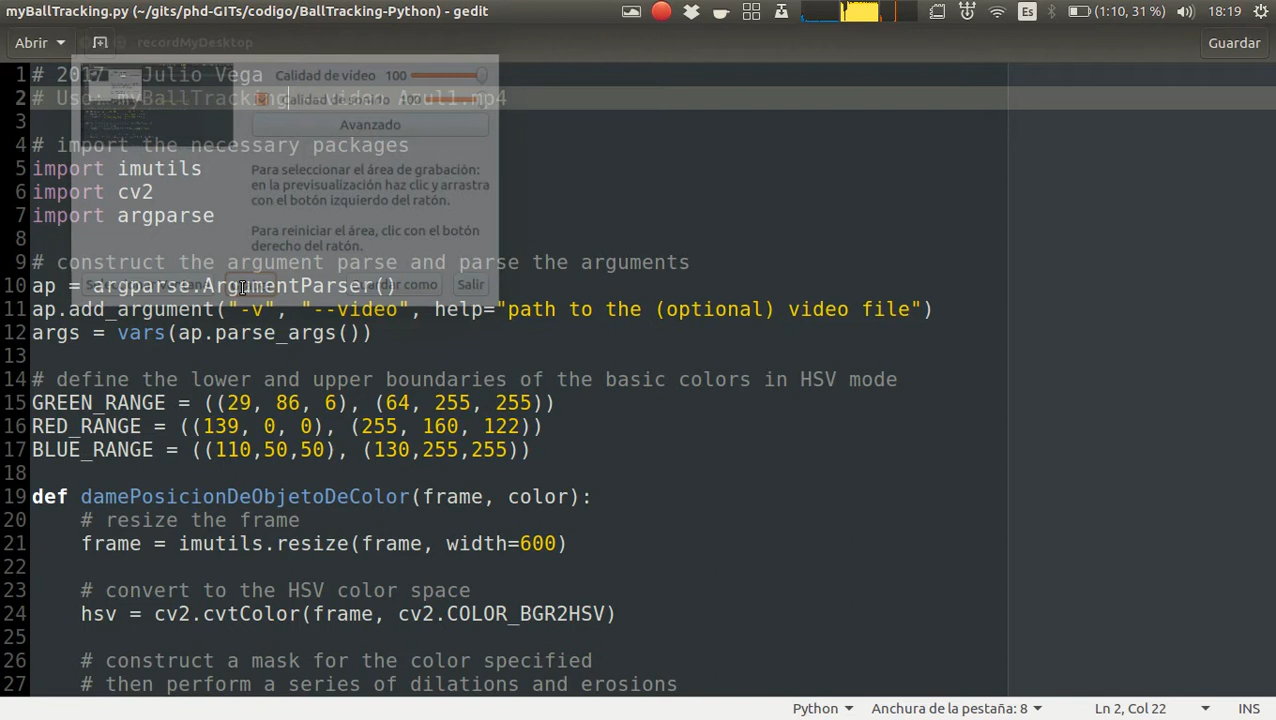 myBallTracking.py (~/gits/phd-GITs/codigo/BallTracking-Python) - gedit
Es
(1:10, 31 %)
18:19
Abrir
recordMyDesktop
Guardar
1 # 2017 - Julio Vega
Calidad de vídeo 100
2 # Uso: myBallTracking --video Azul1.mp4
Calidad de sonido 100
3
Avanzado
4 # import the necessary packages
5 import imutils
Para seleccionar el área de grabación:
en la previsualización haz clic y arrastra
con el botón izquierdo del ratón.
6 import cv2
7 import argparse
Para reiniciar el área, clic con el botón
derecho del ratón.
8
9 # construct the argument parse and parse the arguments
10 ap = argparse.ArgumentParser()
Guardar como
Salir
11 ap.add_argument("-v", "--video", help="path to the (optional) video file")
12 args = vars(ap.parse_args())
13
14 # define the lower and upper boundaries of the basic colors in HSV mode
15 GREEN_RANGE = ((29, 86, 6), (64, 255, 255))
16 RED_RANGE = ((139, 0, 0), (255, 160, 122))
17 BLUE_RANGE = ((110,50,50), (130,255,255))
18
19 def damePosicionDeObjetoDeColor(frame, color):
20 # resize the frame
21 frame = imutils.resize(frame, width=600)
22
23 # convert to the HSV color space
24 hsv = cv2.cvtColor(frame, cv2.COLOR_BGR2HSV)
25
26 # construct a mask for the color specified
27 # then perform a series of dilations and erosions
Python
Anchura de la pestaña: 8
Ln 2, Col 22
INS